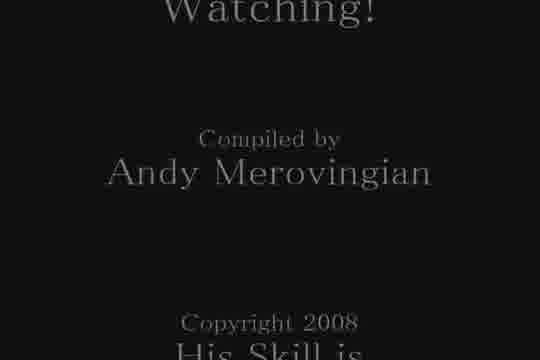 Watching!
Compiled by
Andy Merovingian
Copyright 2008
His Skill is